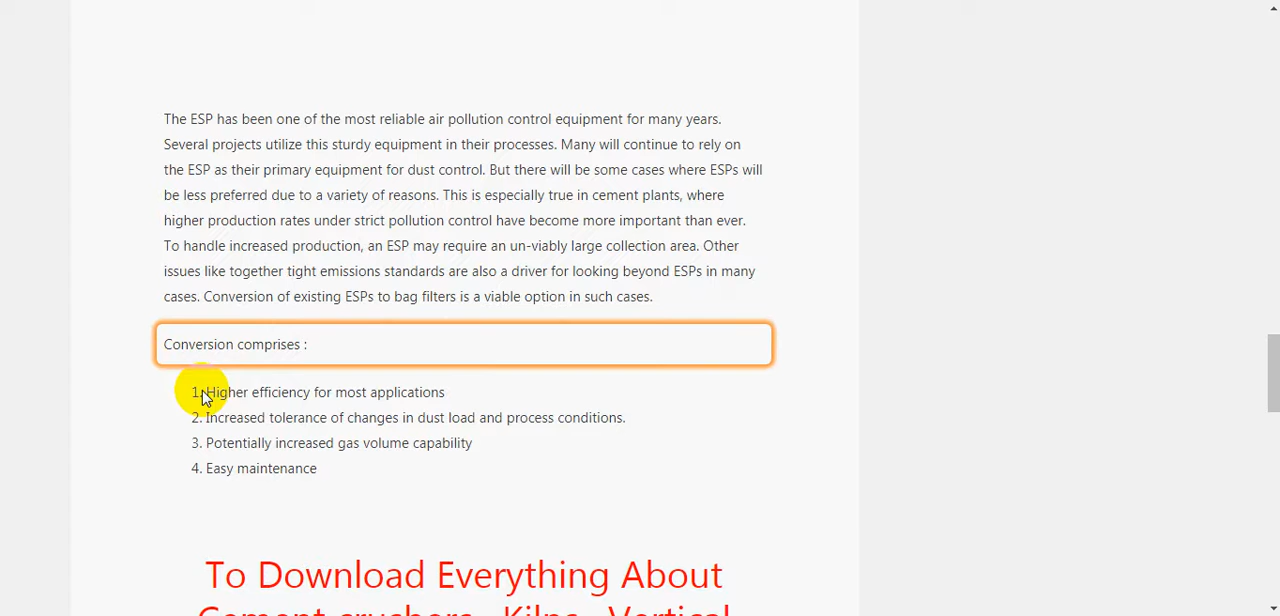 The ESP has been one of the most reliable air pollution control equipment for many years.
Several projects utilize this sturdy equipment in their processes. Many will continue to rely on
the ESP as their primary equipment for dust control. But there will be some cases where ESPs will
be less preferred due to a variety of reasons. This is especially true in cement plants, where
higher production rates under strict pollution control have become more important than ever.
To handle increased production, an ESP may require an un-viably large collection area. Other
issues like together tight emissions standards are also a driver for looking beyond ESPs in many
cases. Conversion of existing ESPs to bag filters is a viable option in such cases.
Conversion comprises :
1. Higher efficiency for most applications
2. Increased tolerance of changes in dust load and process conditions.
3. Potentially increased gas volume capability
4. Easy maintenance
To Download Everything About
Cement crushers, Kilns, Vertical